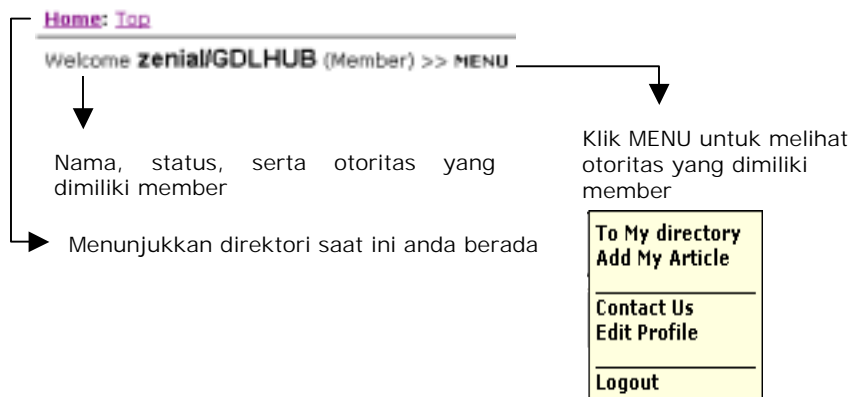 Home: Top
Welcome zenial/GDLHUB (Member) >> MENU
Nama, status, serta otoritas yang
dimiliki member
Menunjukkan direktori saat ini anda berada
Klik MENU untuk melihat
otoritas yang dimiliki
member
To My directory
Add My Article
Contact Us
Edit Profile
Logout